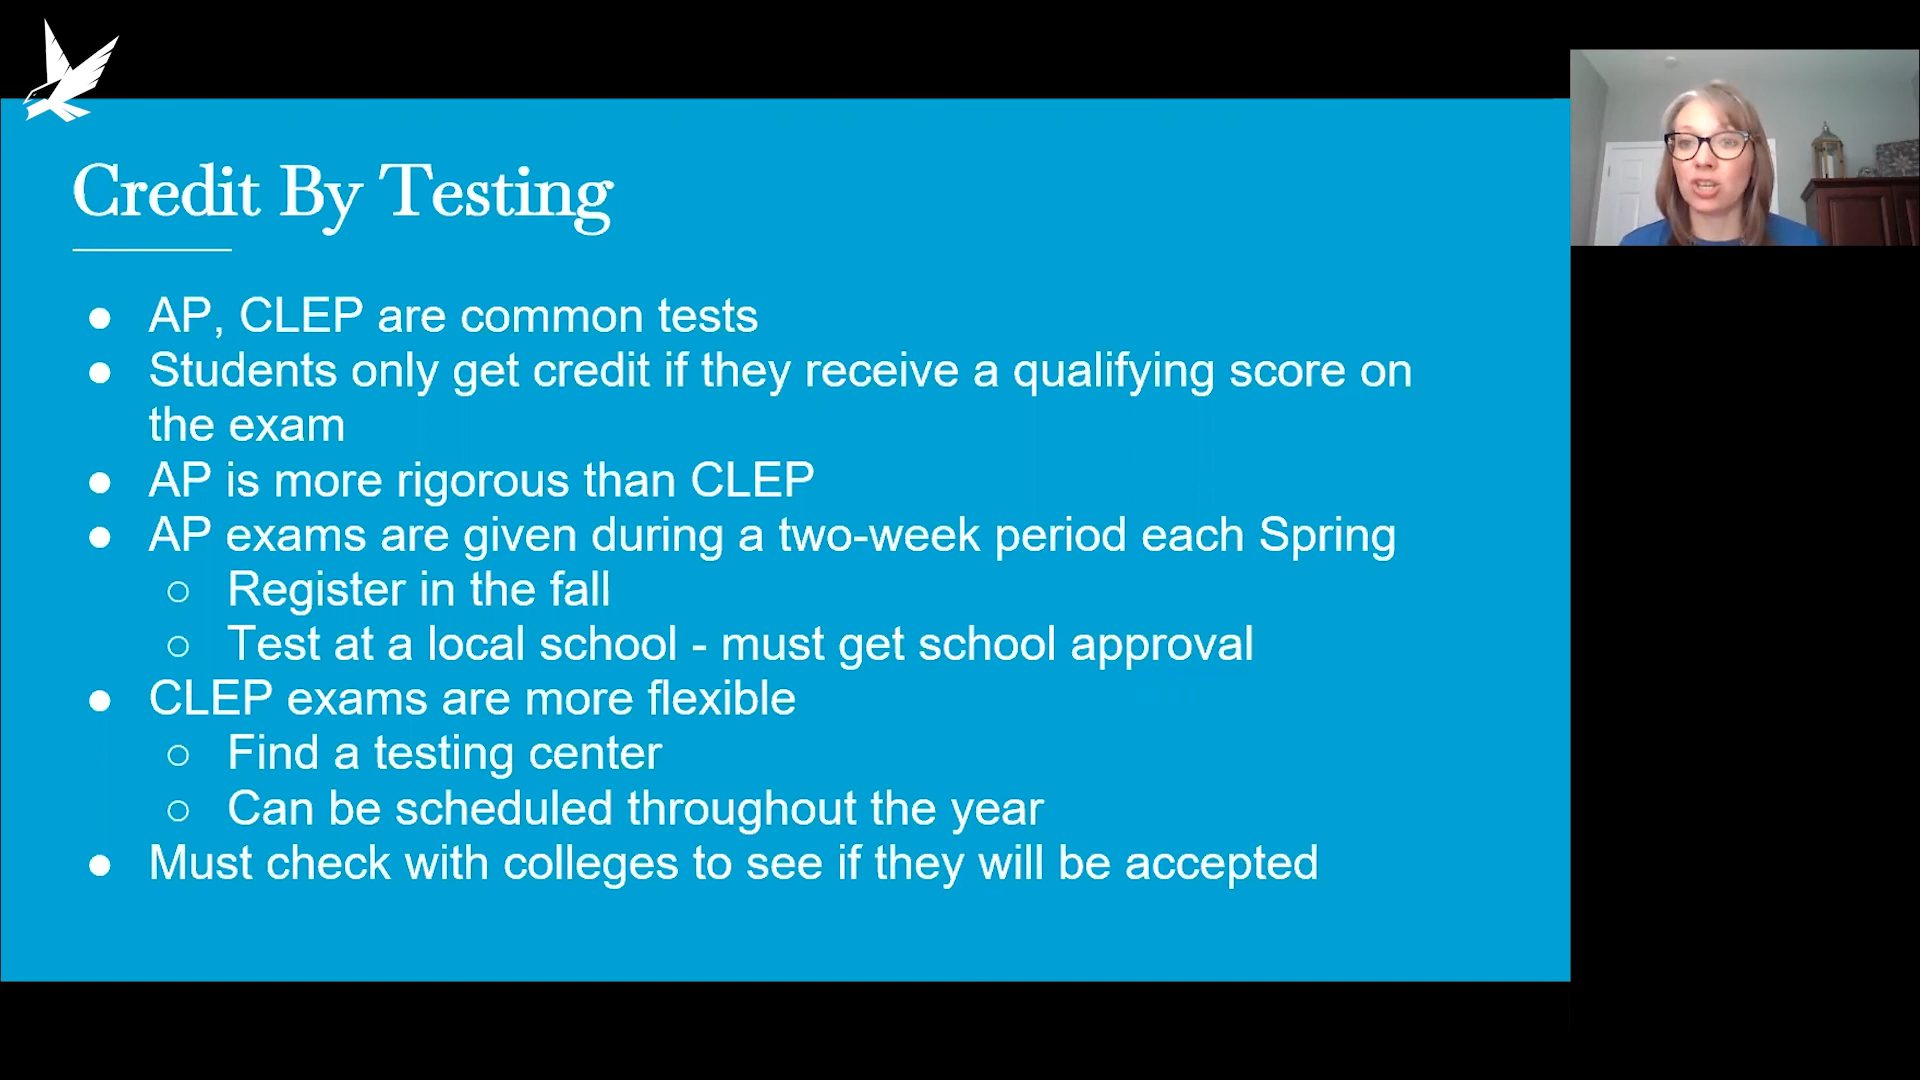 Credit By Testing
● AP, CLEP are common tests
● Students only get credit if they receive a qualifying score on
the exam
● AP is more rigorous than CLEP
● AP exams are given during a two-week period each Spring
○ Register in the fall
○ Test at a local school - must get school approval
● CLEP exams are more flexible
○ Find a testing center
○ Can be scheduled throughout the year
● Must check with colleges to see if they will be accepted